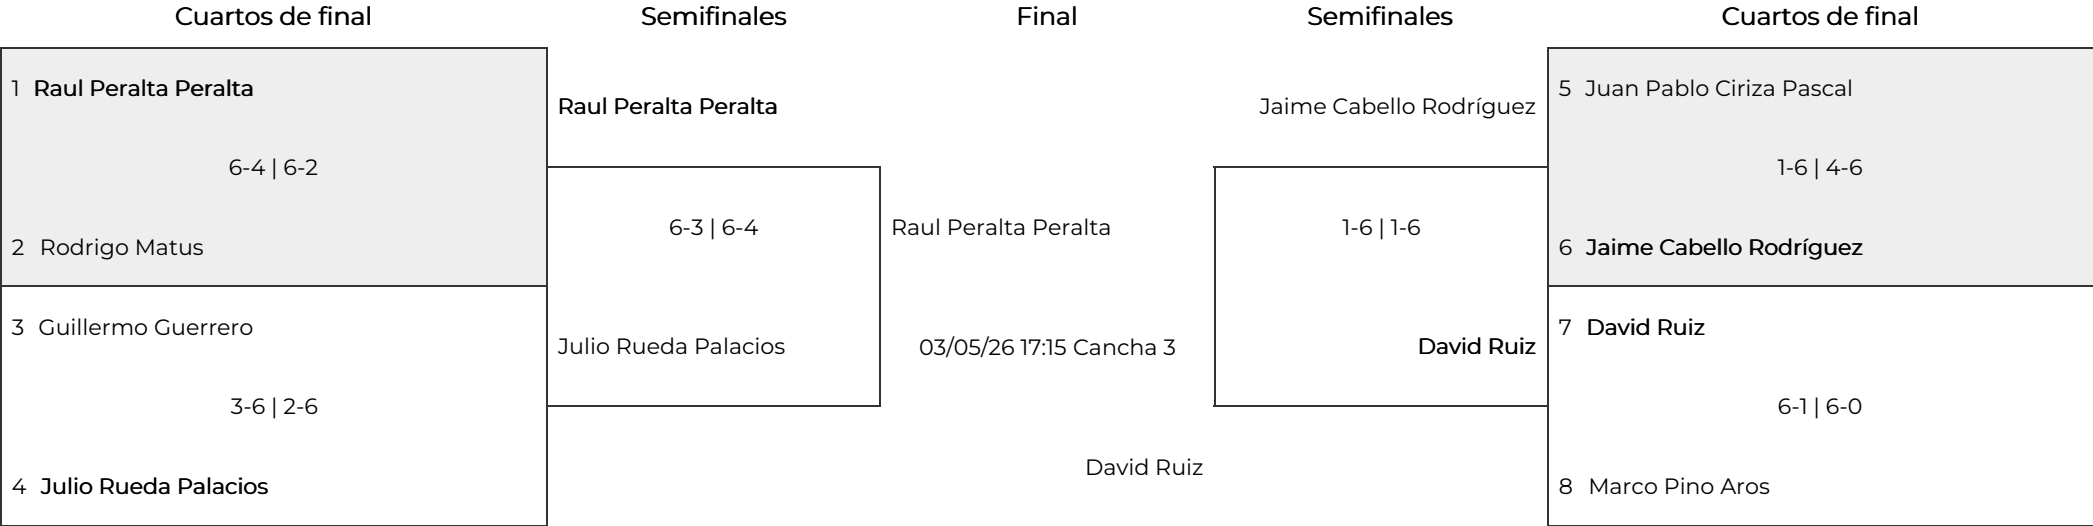 Cuartos de final
Semifinales
Final
Semifinales
Cuartos de final
1 Raul Peralta Peralta
6-4 | 6-2
2 Rodrigo Matus
3 Guillermo Guerrero
3-6 | 2-6
4 Julio Rueda Palacios
Raul Peralta Peralta
6-3 | 6-4
Julio Rueda Palacios
Raul Peralta Peralta
03/05/26 17:15 Cancha 3
David Ruiz
Jaime Cabello Rodríguez
1-6 | 1-6
David Ruiz
5 Juan Pablo Ciriza Pascal
1-6 | 4-6
6 Jaime Cabello Rodríguez
7 David Ruiz
6-1 | 6-0
8 Marco Pino Aros